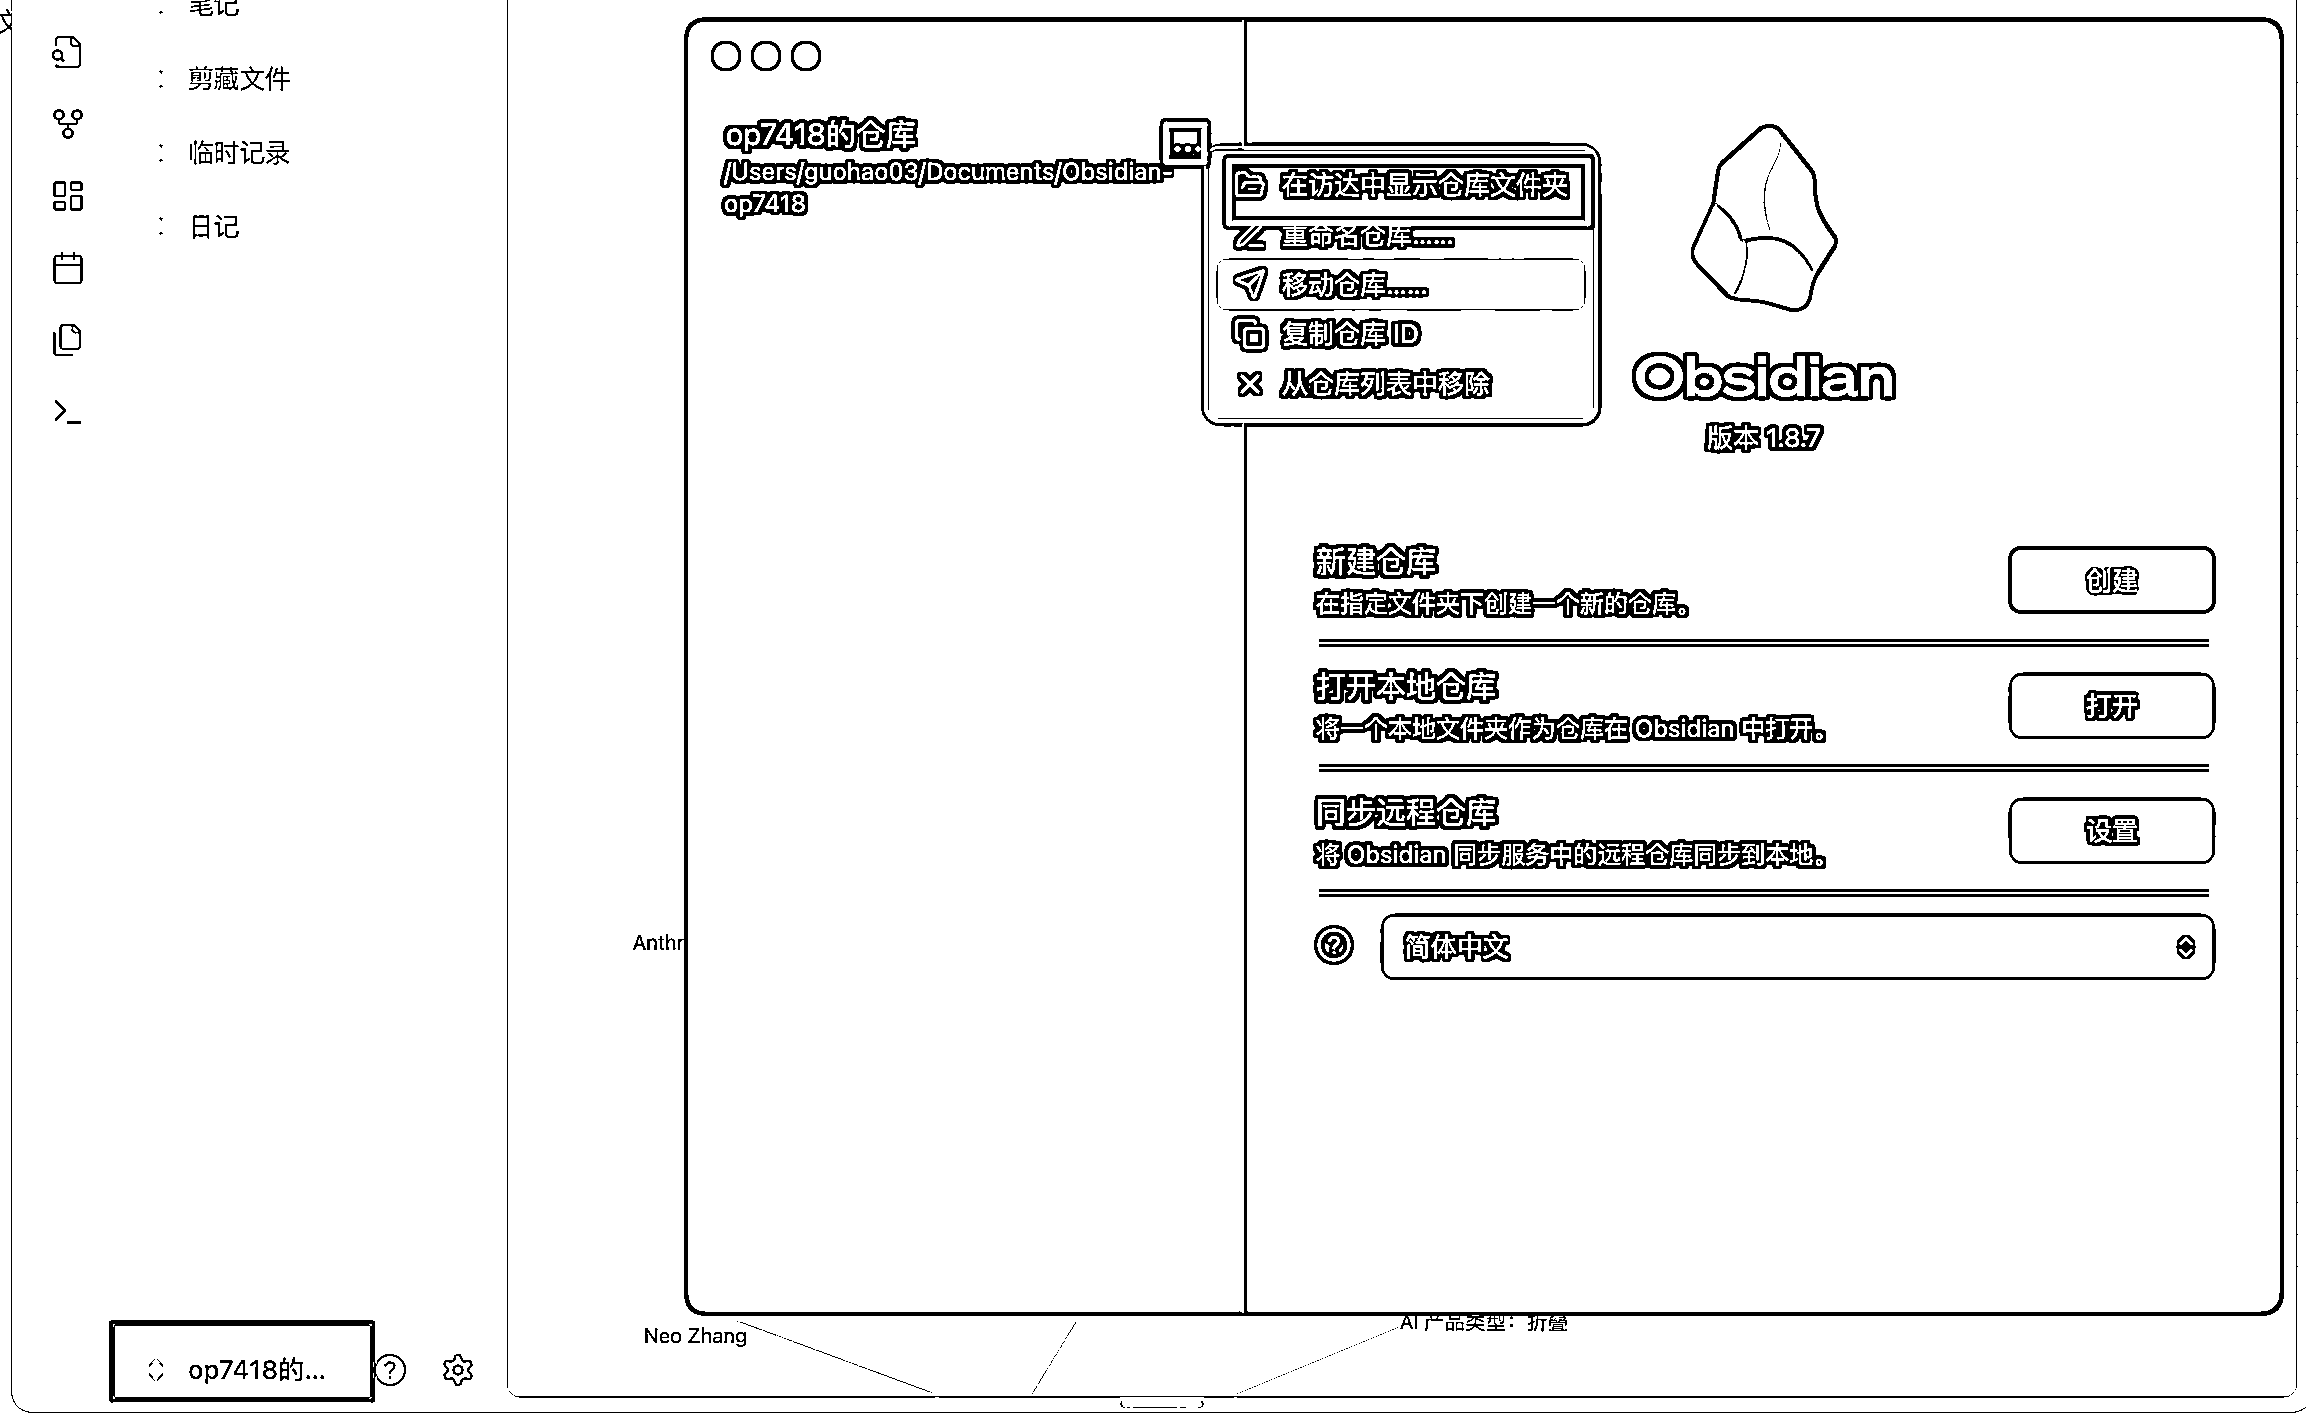 笔记
剪藏文件
临时记录
日记
op7418的...
op7418的仓库
/Users/guohao03/Documents/Obsidian-
op7418
在访达中显示仓库文件夹
重命名仓库......
移动仓库......
复制仓库 ID
从仓库列表中移除
Obsidian
版本 1.8.7
新建仓库
在指定文件夹下创建一个新的仓库。
创建
打开本地仓库
将一个本地文件夹作为仓库在 Obsidian 中打开。
打开
同步远程仓库
将 Obsidian 同步服务中的远程仓库同步到本地。
设置
简体中文
Anthr
Neo Zhang
AI 产品类型：折叠